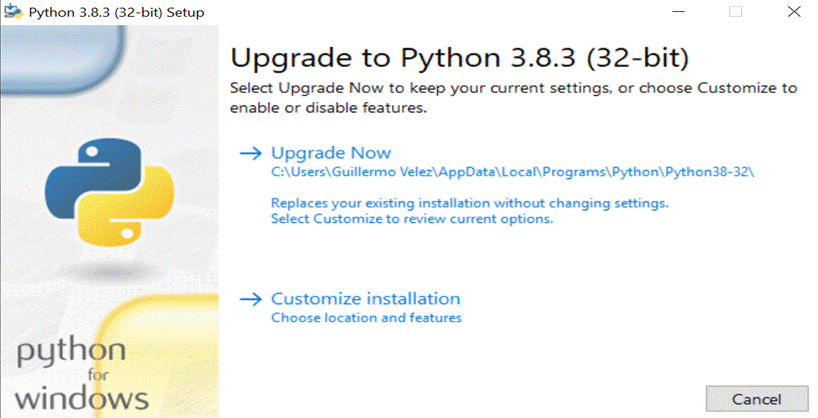 Python 3.8.3 (32-bit) Setup
Upgrade to Python 3.8.3 (32-bit)
Select Upgrade Now to keep your current settings, or choose Customize to
enable or disable features.
Upgrade Now
C:\Users\Guillermo Velez\AppData\Local\Programs\Python\Python38-32\
Replaces your existing installation without changing settings.
Select Customize to review current options.
Customize installation
Choose location and features
python
for
windows
Cancel